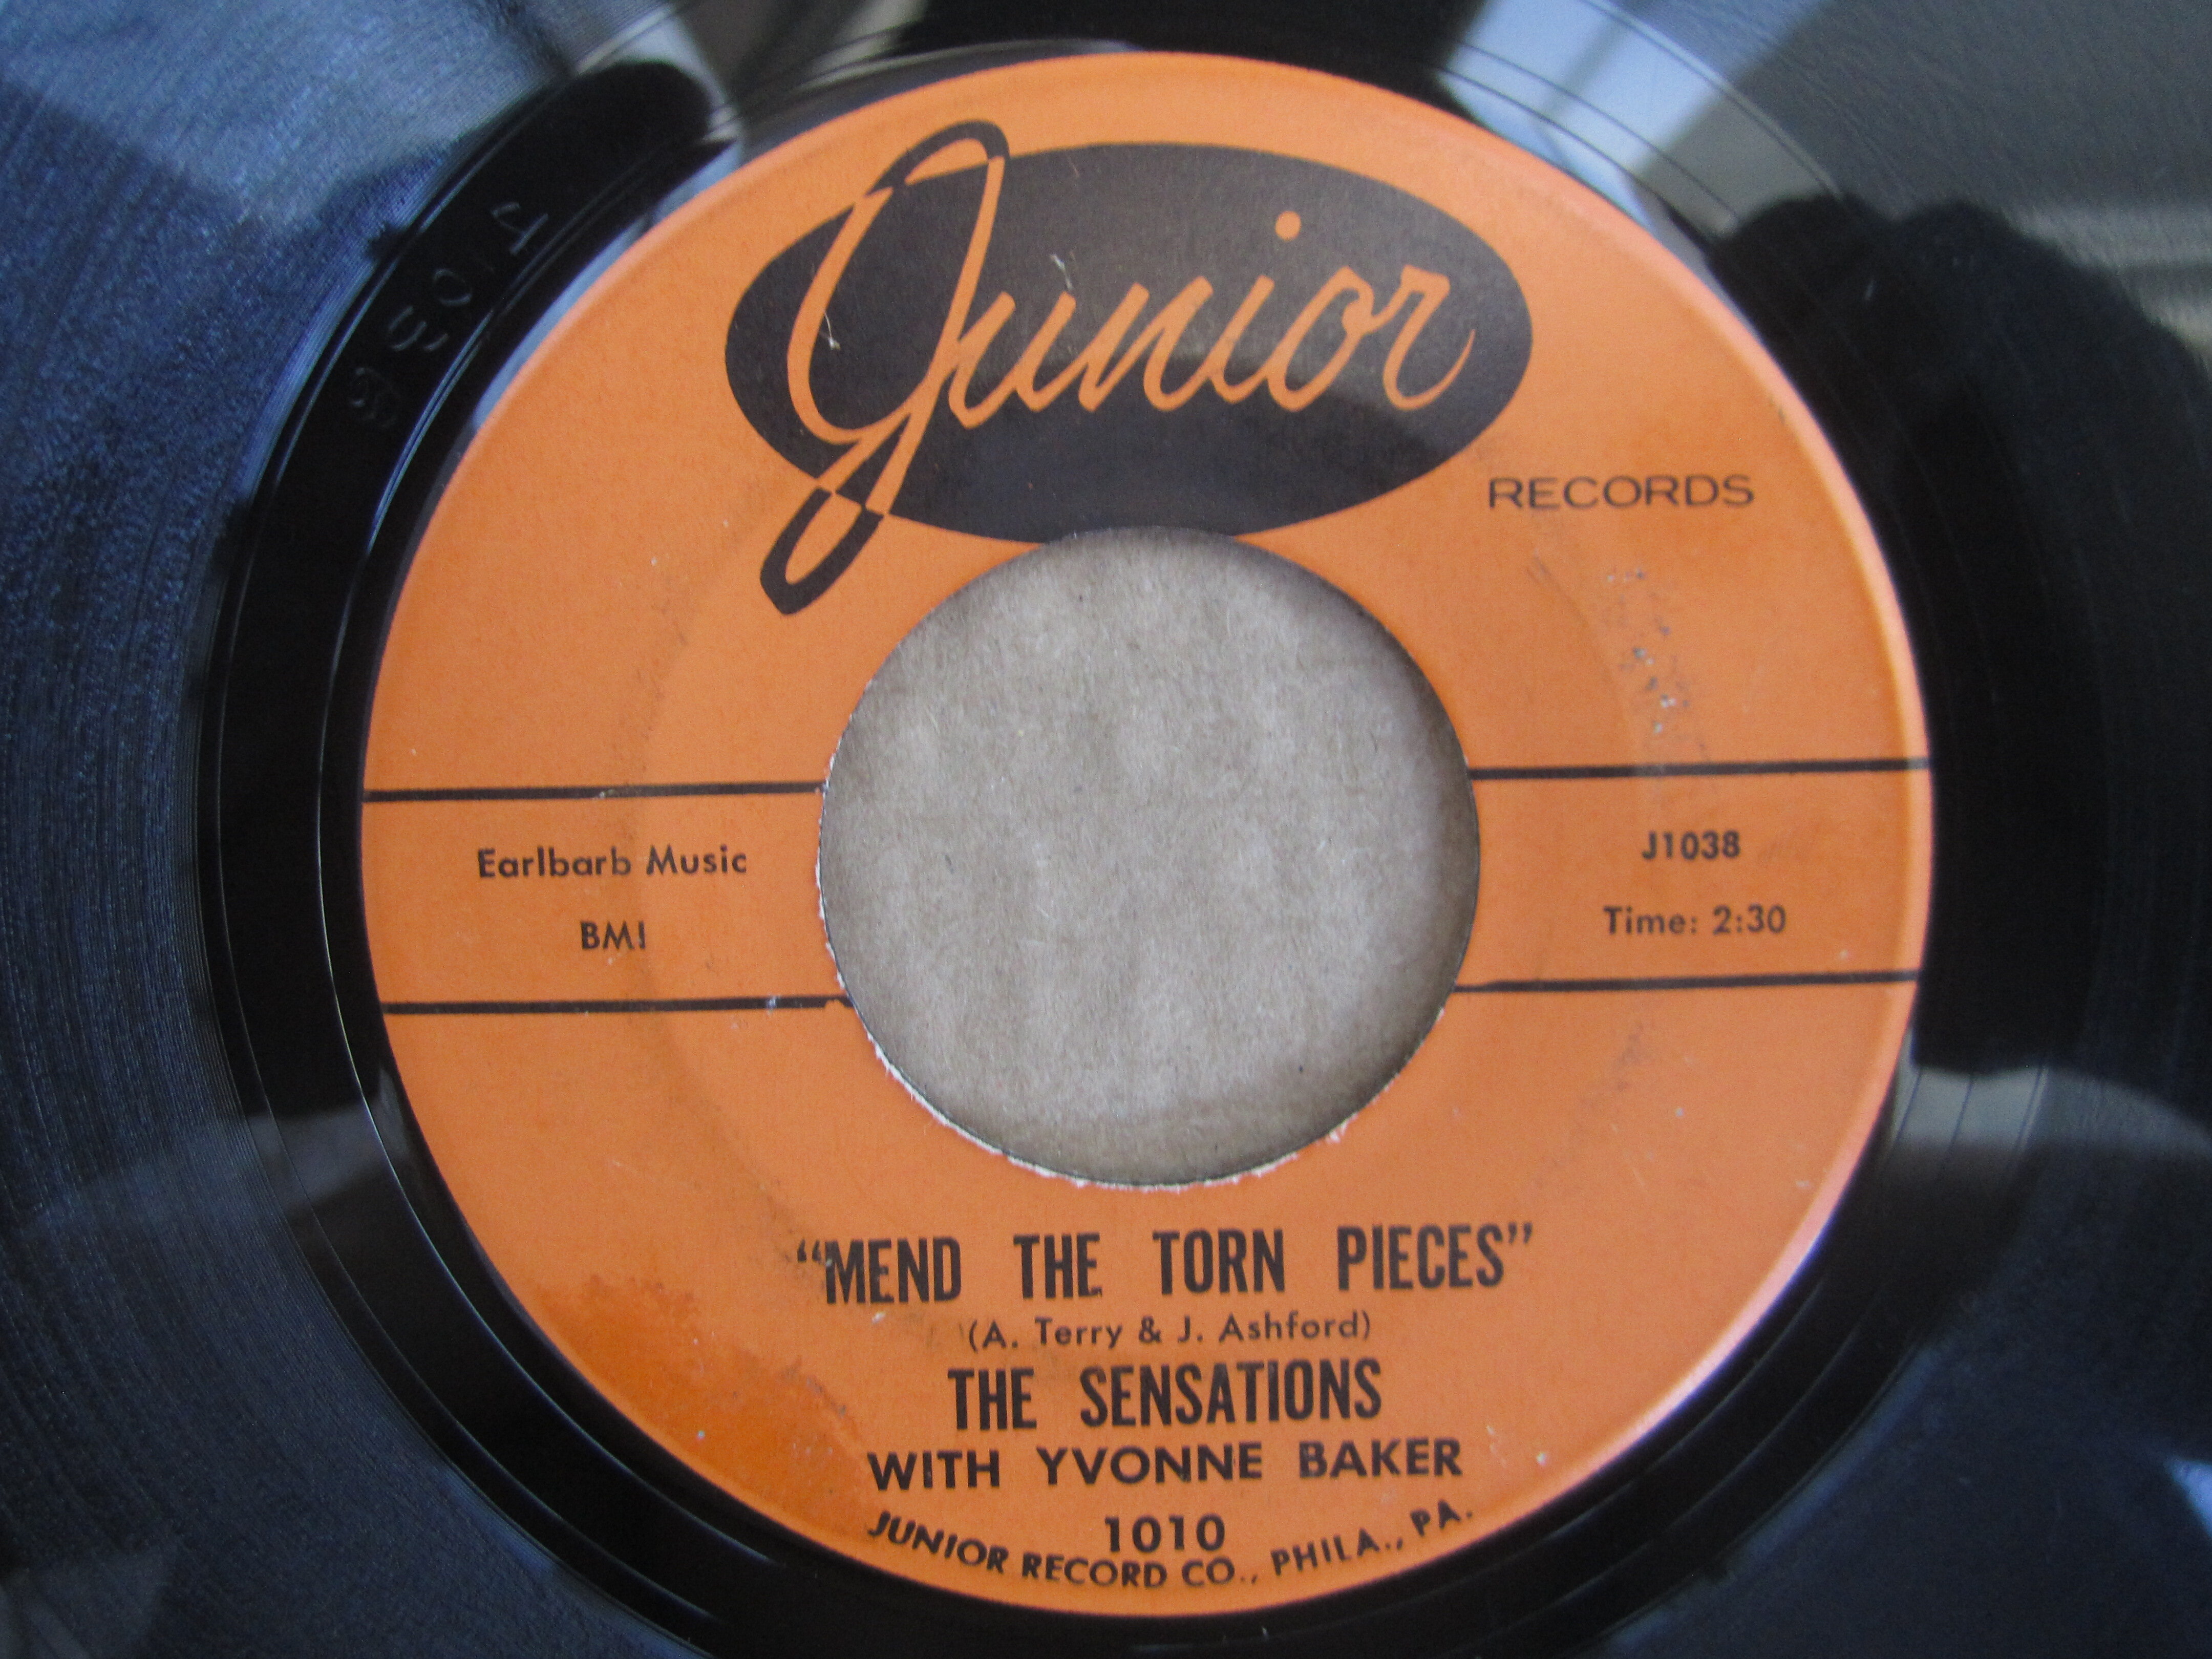 Junior
RECORDS
Earlbarb Music
BMI
J1038
Time: 2:30
“MEND THE TORN PIECES”
(A. Terry & J. Ashford)
THE SENSATIONS
WITH YVONNE BAKER
1010
JUNIOR RECORD CO., PHILA., PA.